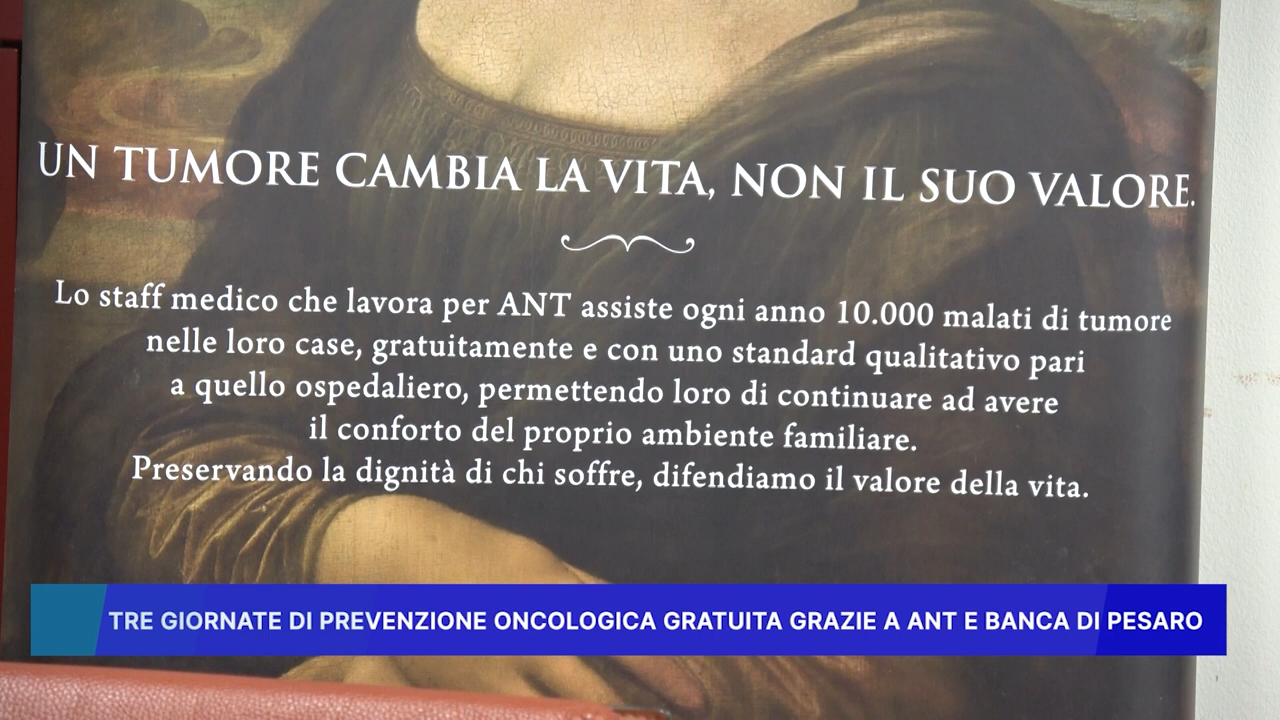 UN TUMORE CAMBIA LA VITA, NON IL SUO VALORE.
Lo staff medico che lavora per ANT assiste ogni anno 10.000 malati di tumore
nelle loro case, gratuitamente e con uno standard qualitativo pari
a quello ospedaliero, permettendo loro di continuare ad avere
il conforto del proprio ambiente familiare.
Preservando la dignità di chi soffre, difendiamo il valore della vita.
TRE GIORNATE DI PREVENZIONE ONCOLOGICA GRATUITA GRAZIE A ANT E BANCA DI PESARO